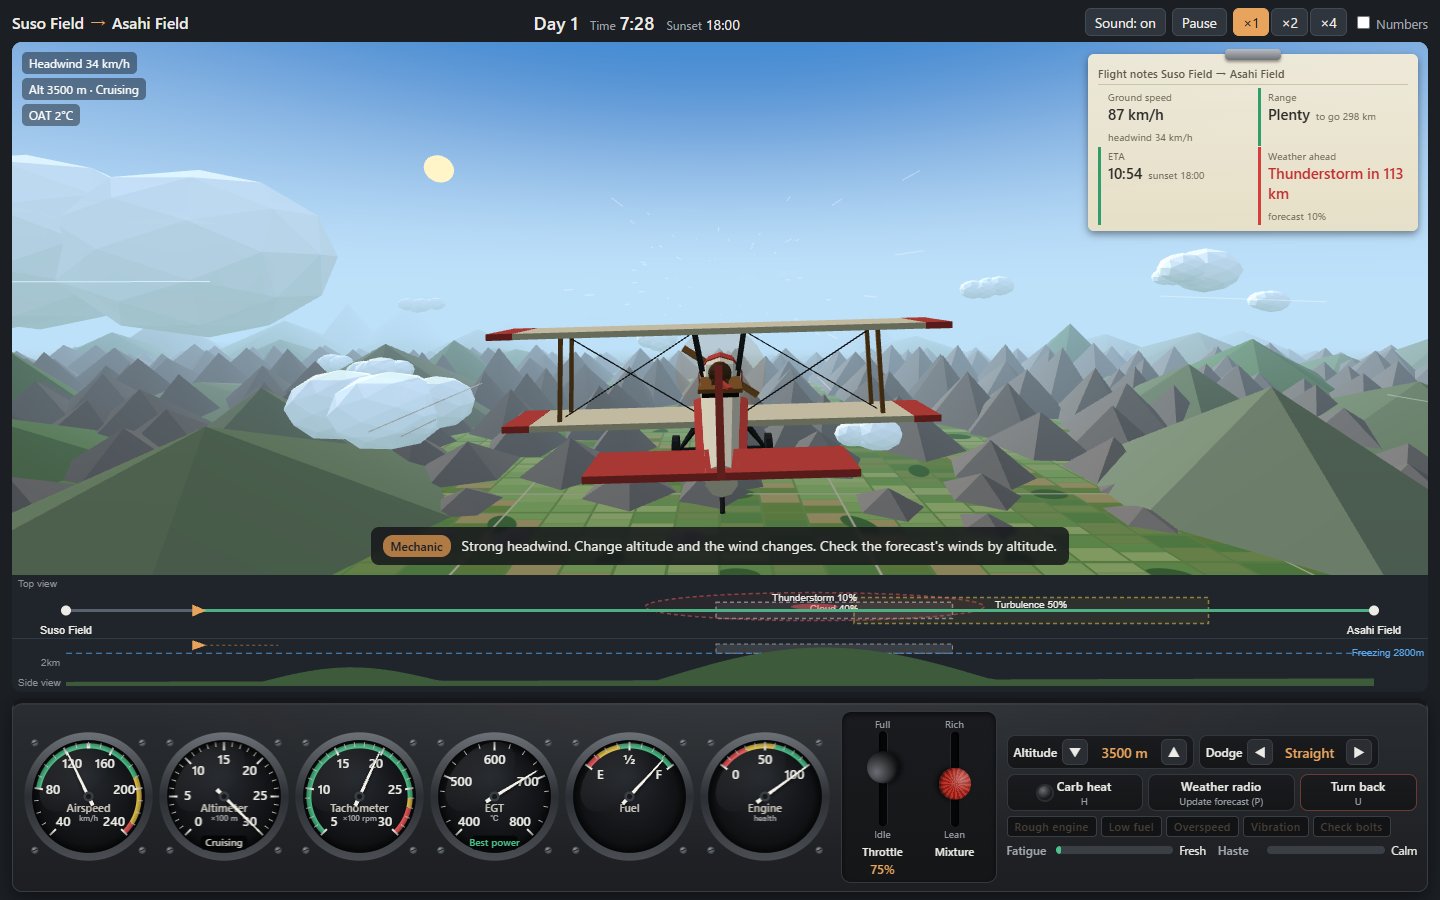 Suso Field → Asahi Field
Day 1 Time 7:28 Sunset 18:00
Sound: on Pause ×1 ×2 ×4 Numbers
Headwind 34 km/h
Alt 3500 m · Cruising
OAT 2°C
Flight notes Suso Field → Asahi Field
Ground speed
87 km/h
headwind 34 km/h
Range
Plenty to go 298 km
ETA
10:54 sunset 18:00
Weather ahead
Thunderstorm in 113
km
forecast 10%
Mechanic Strong headwind. Change altitude and the wind changes. Check the forecast's winds by altitude.
Top view
Thunderstorm 10%
Cloud 40%
Turbulence 50%
Suso Field
Asahi Field
2km
Freezing 2800m
Side view
40 80 120 160 200 240
Airspeed
km/h
0 5 10 15 20 25 30
Altimeter
×100 m
Cruising
5 10 15 20 25 30
Tachometer
×100 rpm
400 500 600 700 800
EGT
°C
Best power
E ½ F
Fuel
0 50 100
Engine
health
Full
Idle
Throttle
75%
Rich
Lean
Mixture
Altitude ▼ 3500 m ▲ Dodge ◀ Straight ▶
Carb heat
H
Weather radio
Update forecast (P)
Turn back
U
Rough engine Low fuel Overspeed Vibration Check bolts
Fatigue Fresh Haste Calm